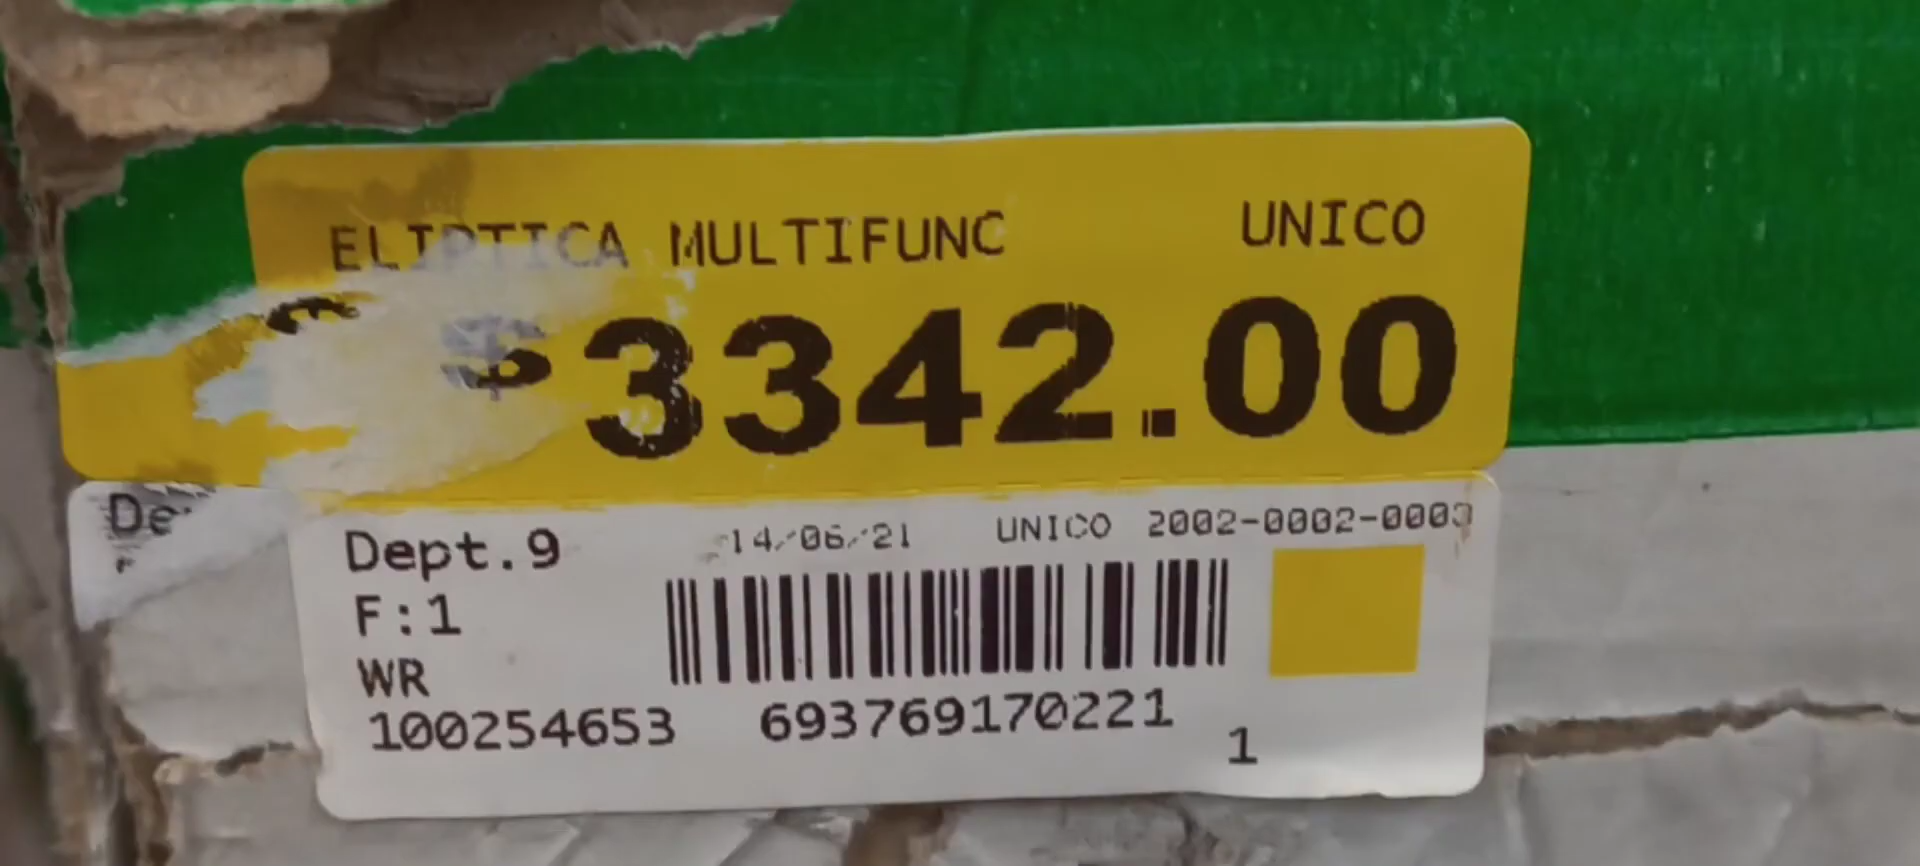 ELIPTICA MULTIFUNC UNICO
$3342.00
Dept.9 14/06/21 UNICO 2002-0002-0003
F:1
WR
100254653 693769170221 1